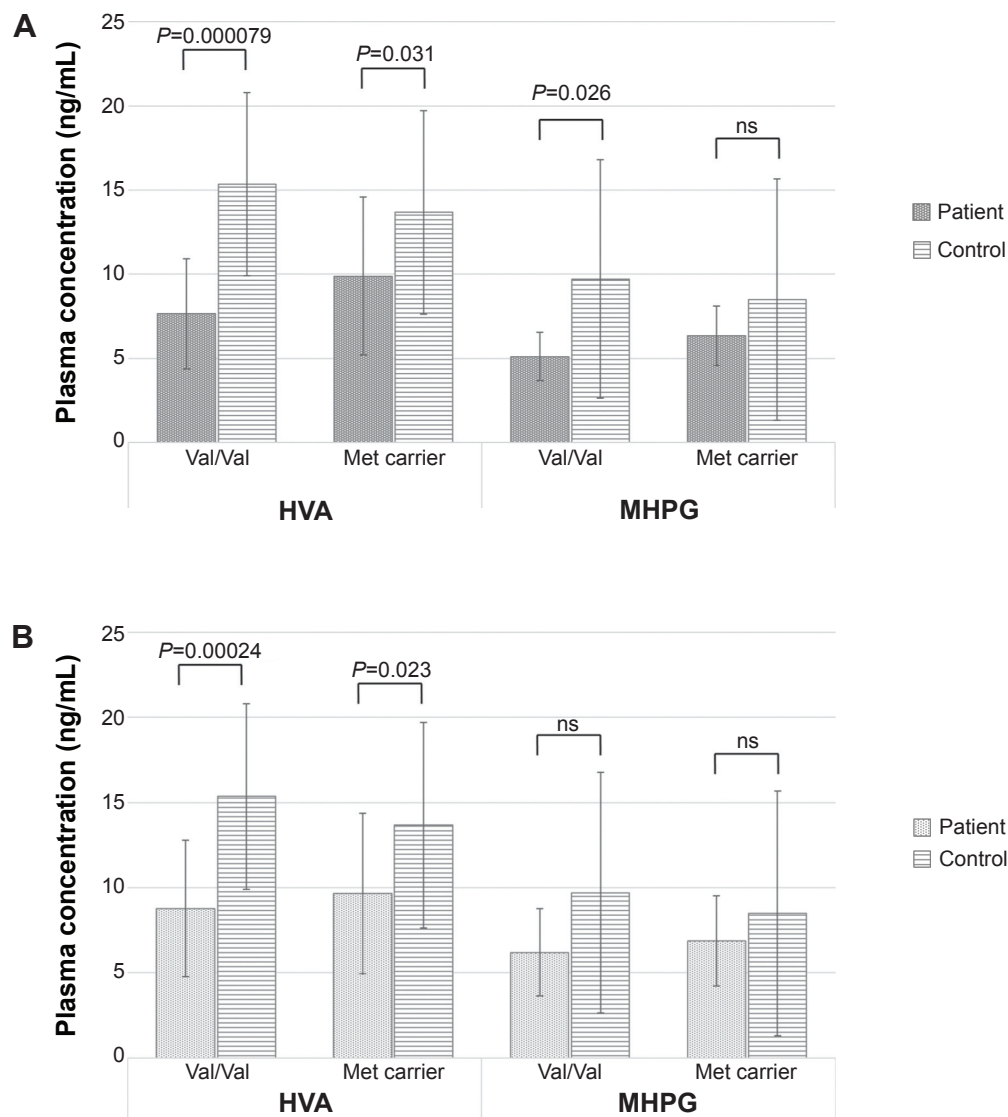 A
Plasma concentration (ng/mL)
25
20
15
10
5
0
P=0.000079
P=0.031
P=0.026
ns
Patient
Control
Val/Val
Met carrier
Val/Val
Met carrier
HVA
MHPG
B
Plasma concentration (ng/mL)
25
20
15
10
5
0
P=0.00024
P=0.023
ns
ns
Patient
Control
Val/Val
Met carrier
Val/Val
Met carrier
HVA
MHPG